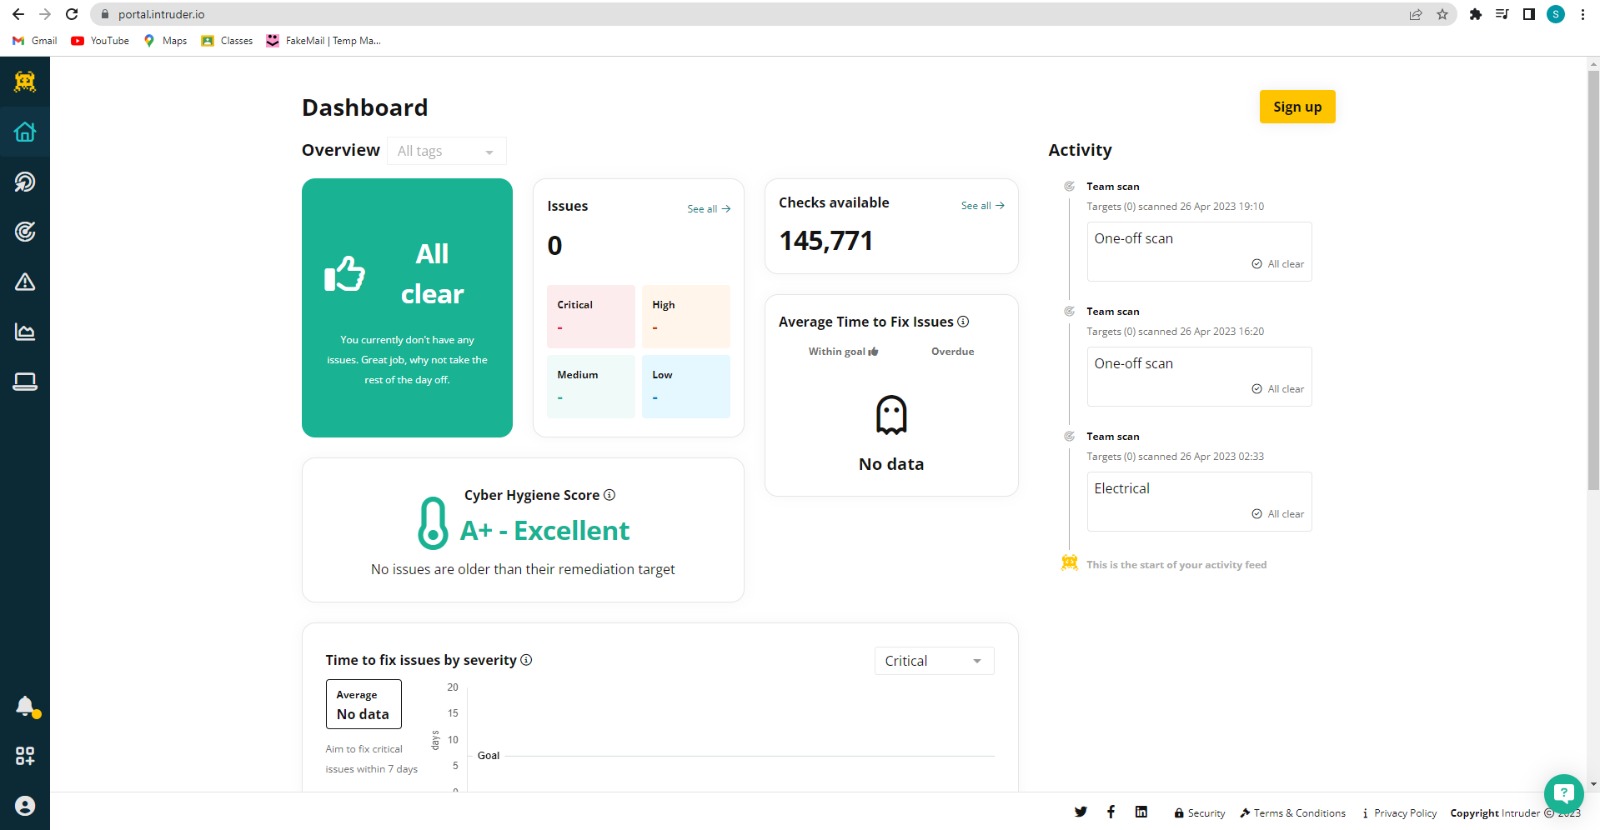 portal.intruder.io
S
Gmail
YouTube
Maps
Classes
FakeMail | Temp Ma...
Dashboard
Sign up
Overview
All tags
All
clear
You currently don't have any
issues. Great job, why not take the
rest of the day off.
Issues
See all →
0
Critical
-
High
-
Medium
-
Low
-
Checks available
See all →
145,771
Average Time to Fix Issues
Within goal
Overdue
No data
Cyber Hygiene Score
A+ - Excellent
No issues are older than their remediation target
Time to fix issues by severity
Critical
Average
No data
Aim to fix critical
issues within 7 days
days
20
15
10
5
Goal
Activity
Team scan
Targets (0) scanned 26 Apr 2023 19:10
One-off scan
All clear
Team scan
Targets (0) scanned 26 Apr 2023 16:20
One-off scan
All clear
Team scan
Targets (0) scanned 26 Apr 2023 02:33
Electrical
All clear
This is the start of your activity feed
Security
Terms & Conditions
Privacy Policy
Copyright Intruder © 2023